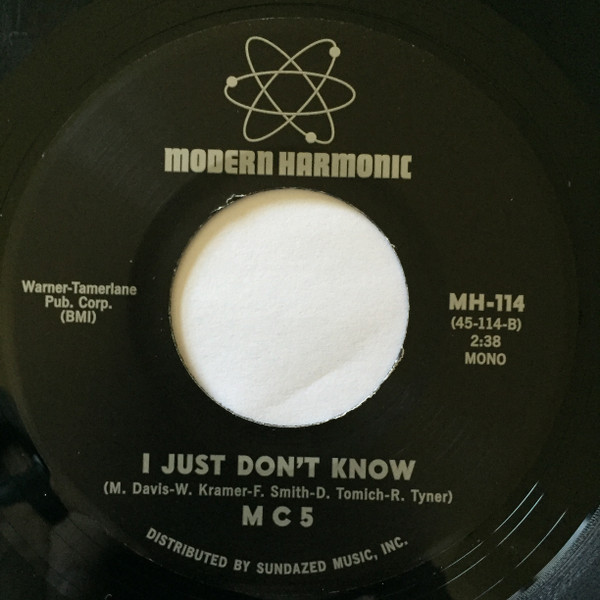 MODERN HARMONIC
Warner-Tamerlane
Pub. Corp.
(BMI)
MH-114
(45-114-B)
2:38
MONO
I JUST DON'T KNOW
(M. Davis-W. Kramer-F. Smith-D. Tomich-R. Tyner)
MC5
DISTRIBUTED BY SUNDAZED MUSIC, INC.